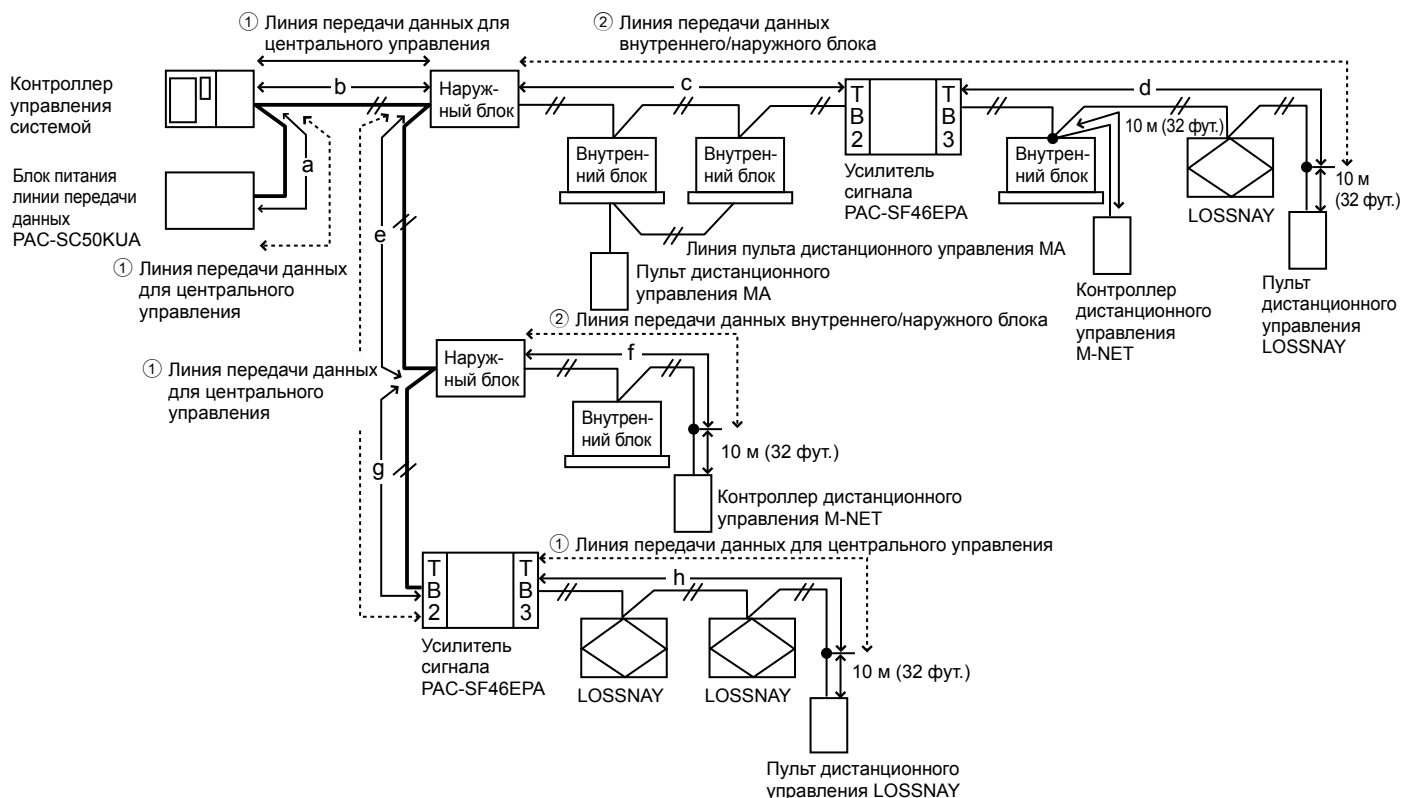 ① Линия передачи данных для
центрального управления
② Линия передачи данных
внутреннего/наружного блока
Контроллер
управления
системой
b
Наруж-
ный блок
c
T
B
2
T
B
3
d
10 м (32 фут.)
a
Внутрен-
ний блок
Внутрен-
ний блок
Внутрен-
ний блок
Блок питания
линии передачи
данных
PAC-SC50KUA
Усилитель
сигнала
PAC-SF46EPA
LOSSNAY
10 м
(32 фут.)
e
Линия пульта дистанционного управления MA
① Линия передачи данных
для центрального
управления
Пульт дистанционного
управления MA
Контроллер
дистанционного
управления
M-NET
Пульт
дистанционного
управления
LOSSNAY
② Линия передачи данных внутреннего/наружного блока
① Линия передачи данных
для центрального
управления
Наруж-
ный блок
f
Внутрен-
ний блок
10 м (32 фут.)
g
Контроллер дистанционного
управления M-NET
① Линия передачи данных для центрального управления
T
B
2
T
B
3
h
Усилитель
сигнала
PAC-SF46EPA
LOSSNAY
LOSSNAY
10 м (32 фут.)
Пульт дистанционного
управления LOSSNAY